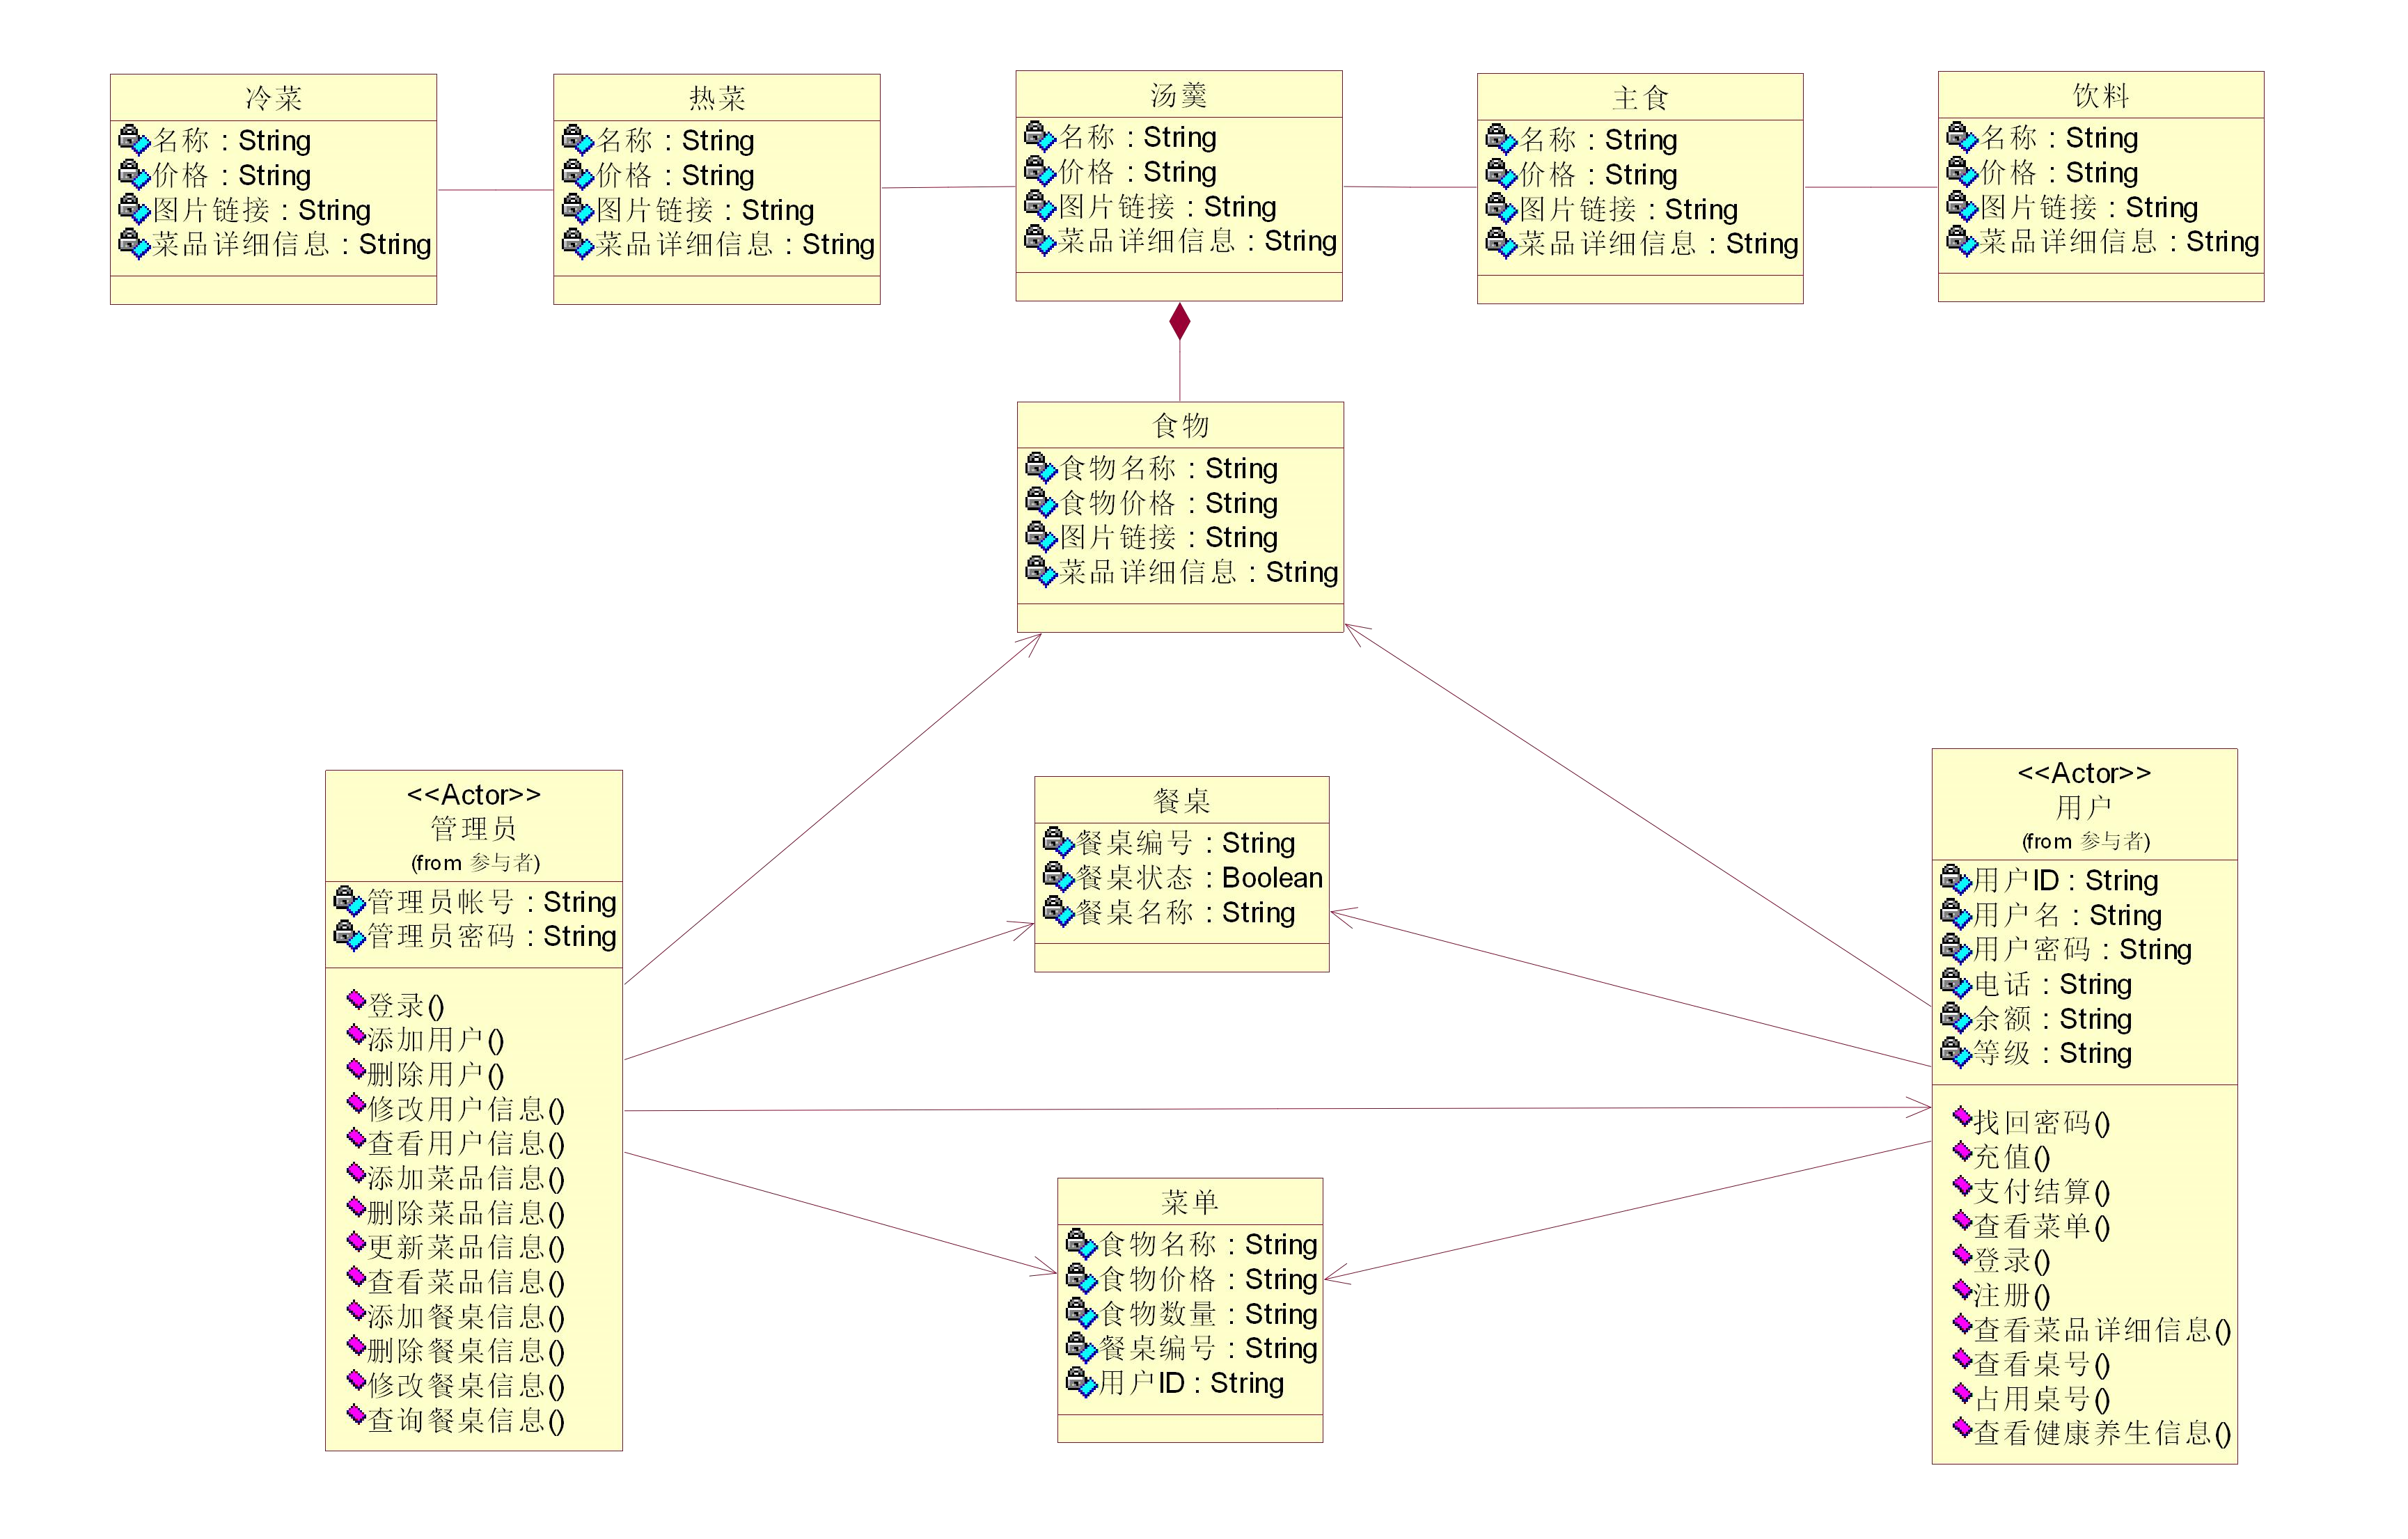 冷菜
名称 : String
价格 : String
图片链接 : String
菜品详细信息 : String
热菜
名称 : String
价格 : String
图片链接 : String
菜品详细信息 : String
汤羹
名称 : String
价格 : String
图片链接 : String
菜品详细信息 : String
主食
名称 : String
价格 : String
图片链接 : String
菜品详细信息 : String
饮料
名称 : String
价格 : String
图片链接 : String
菜品详细信息 : String
食物
食物名称 : String
食物价格 : String
图片链接 : String
菜品详细信息 : String
<<Actor>>
管理员
(from 参与者)
管理员帐号 : String
管理员密码 : String
登录()
添加用户()
删除用户()
修改用户信息()
查看用户信息()
添加菜品信息()
删除菜品信息()
更新菜品信息()
查看菜品信息()
添加餐桌信息()
删除餐桌信息()
修改餐桌信息()
查询餐桌信息()
餐桌
餐桌编号 : String
餐桌状态 : Boolean
餐桌名称 : String
菜单
食物名称 : String
食物价格 : String
食物数量 : String
餐桌编号 : String
用户ID : String
<<Actor>>
用户
(from 参与者)
用户ID : String
用户名 : String
用户密码 : String
电话 : String
余额 : String
等级 : String
找回密码()
充值()
支付结算()
查看菜单()
登录()
注册()
查看菜品详细信息()
查看桌号()
占用桌号()
查看健康养生信息()